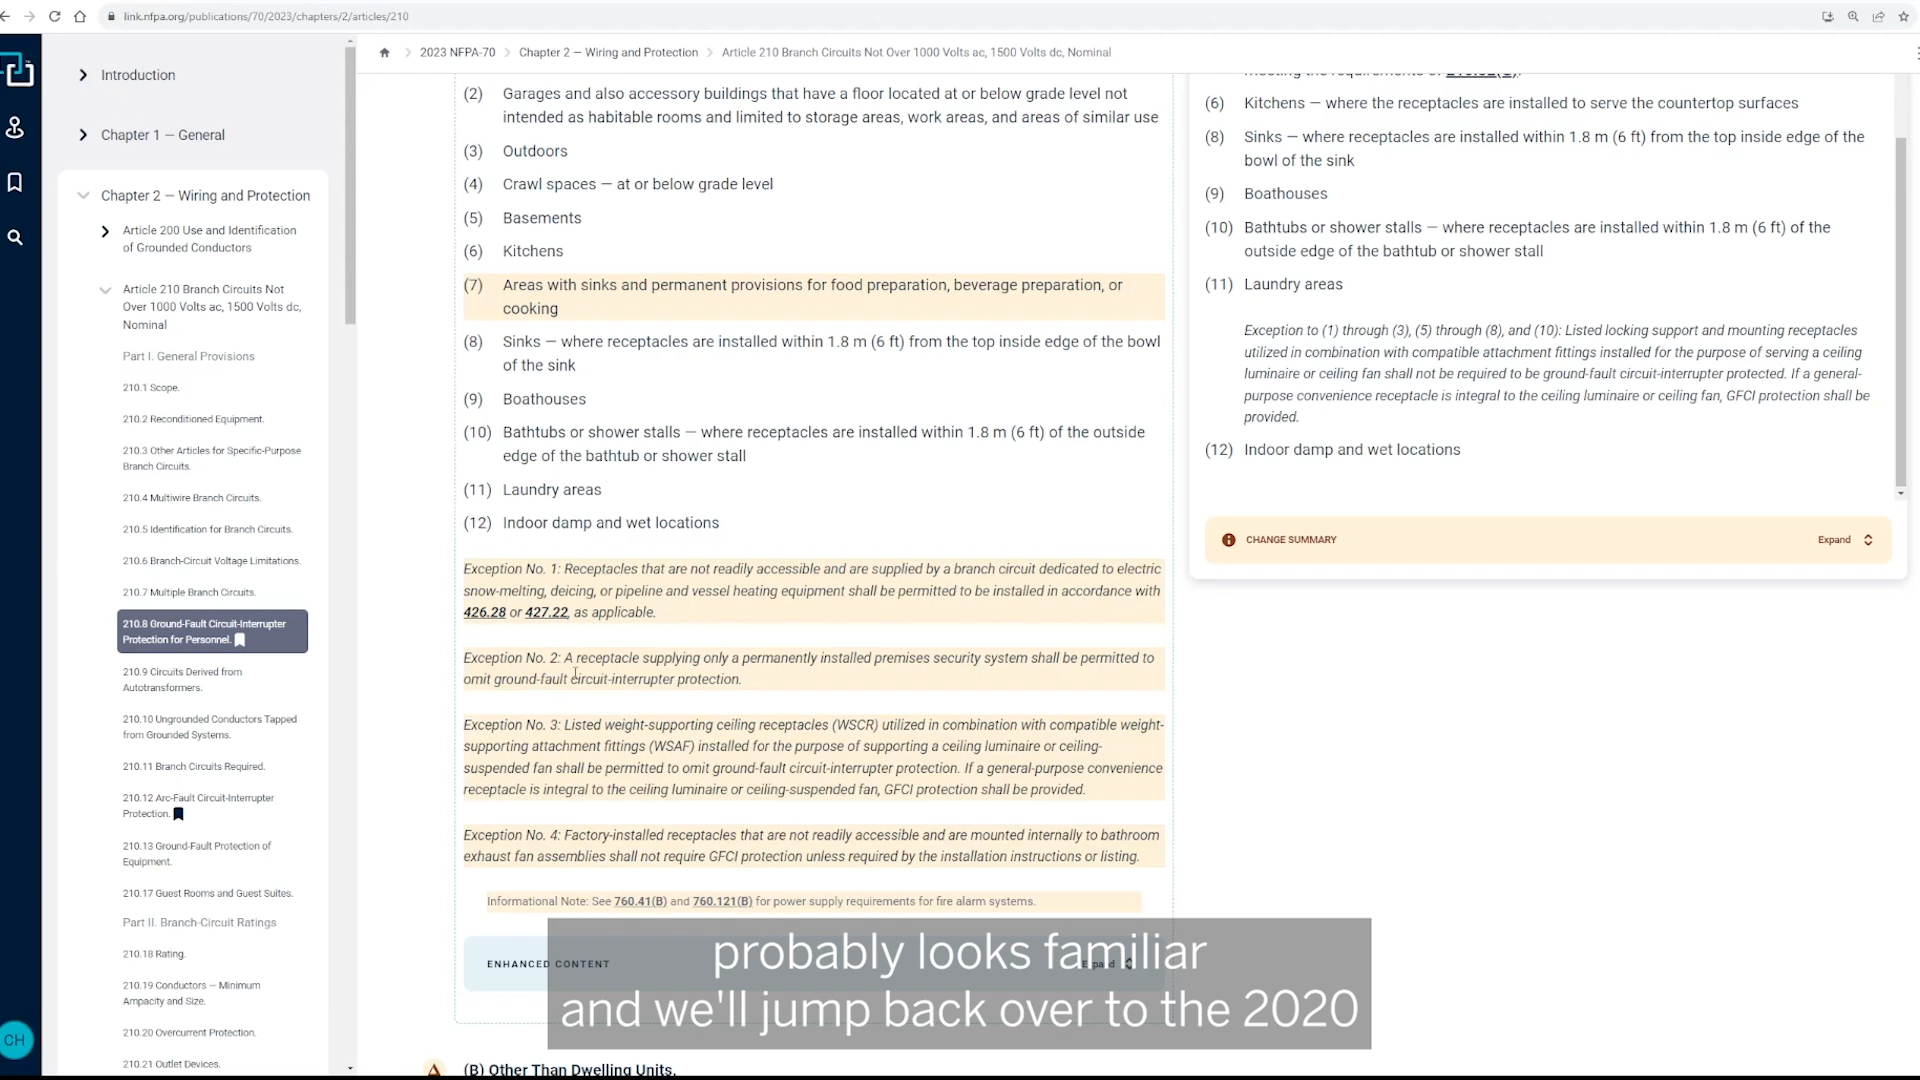 link.nfpa.org/publications/70/2023/chapters/2/articles/210
Introduction
Chapter 1 — General
Chapter 2 — Wiring and Protection
Article 200 Use and Identification
of Grounded Conductors
Article 210 Branch Circuits Not
Over 1000 Volts ac, 1500 Volts dc,
Nominal
Part I. General Provisions
210.1 Scope.
210.2 Reconditioned Equipment.
210.3 Other Articles for Specific-Purpose
Branch Circuits.
210.4 Multiwire Branch Circuits.
210.5 Identification for Branch Circuits.
210.6 Branch-Circuit Voltage Limitations.
210.7 Multiple Branch Circuits.
210.8 Ground-Fault Circuit-Interrupter
Protection for Personnel.
210.9 Circuits Derived from
Autotransformers.
210.10 Ungrounded Conductors Tapped
from Grounded Systems.
210.11 Branch Circuits Required.
210.12 Arc-Fault Circuit-Interrupter
Protection.
210.13 Ground-Fault Protection of
Equipment.
210.17 Guest Rooms and Guest Suites.
Part II. Branch-Circuit Ratings
210.18 Rating.
210.19 Conductors — Minimum
Ampacity and Size.
210.20 Overcurrent Protection.
210.21 Outlet Devices.
CH
2023 NFPA-70 Chapter 2 — Wiring and Protection Article 210 Branch Circuits Not Over 1000 Volts ac, 1500 Volts dc, Nominal
(2) Garages and also accessory buildings that have a floor located at or below grade level not
intended as habitable rooms and limited to storage areas, work areas, and areas of similar use
(3) Outdoors
(4) Crawl spaces — at or below grade level
(5) Basements
(6) Kitchens
(7) Areas with sinks and permanent provisions for food preparation, beverage preparation, or
cooking
(8) Sinks — where receptacles are installed within 1.8 m (6 ft) from the top inside edge of the bowl
of the sink
(9) Boathouses
(10) Bathtubs or shower stalls — where receptacles are installed within 1.8 m (6 ft) of the outside
edge of the bathtub or shower stall
(11) Laundry areas
(12) Indoor damp and wet locations
Exception No. 1: Receptacles that are not readily accessible and are supplied by a branch circuit dedicated to electric
snow-melting, deicing, or pipeline and vessel heating equipment shall be permitted to be installed in accordance with
426.28 or 427.22, as applicable.
Exception No. 2: A receptacle supplying only a permanently installed premises security system shall be permitted to
omit ground-fault circuit-interrupter protection.
Exception No. 3: Listed weight-supporting ceiling receptacles (WSCR) utilized in combination with compatible weight-
supporting attachment fittings (WSAF) installed for the purpose of supporting a ceiling luminaire or ceiling-
suspended fan shall be permitted to omit ground-fault circuit-interrupter protection. If a general-purpose convenience
receptacle is integral to the ceiling luminaire or ceiling-suspended fan, GFCI protection shall be provided.
Exception No. 4: Factory-installed receptacles that are not readily accessible and are mounted internally to bathroom
exhaust fan assemblies shall not require GFCI protection unless required by the installation instructions or listing.
Informational Note: See 760.41(B) and 760.121(B) for power supply requirements for fire alarm systems.
ENHANCED CONTENT Expand
(B) Other Than Dwelling Units.
meeting the requirements of
(6) Kitchens — where the receptacles are installed to serve the countertop surfaces
(8) Sinks — where receptacles are installed within 1.8 m (6 ft) from the top inside edge of the
bowl of the sink
(9) Boathouses
(10) Bathtubs or shower stalls — where receptacles are installed within 1.8 m (6 ft) of the
outside edge of the bathtub or shower stall
(11) Laundry areas
Exception to (1) through (3), (5) through (8), and (10): Listed locking support and mounting receptacles
utilized in combination with compatible attachment fittings installed for the purpose of serving a ceiling
luminaire or ceiling fan shall not be required to be ground-fault circuit-interrupter protected. If a general-
purpose convenience receptacle is integral to the ceiling luminaire or ceiling fan, GFCI protection shall be
provided.
(12) Indoor damp and wet locations
CHANGE SUMMARY Expand
probably looks familiar
and we'll jump back over to the 2020